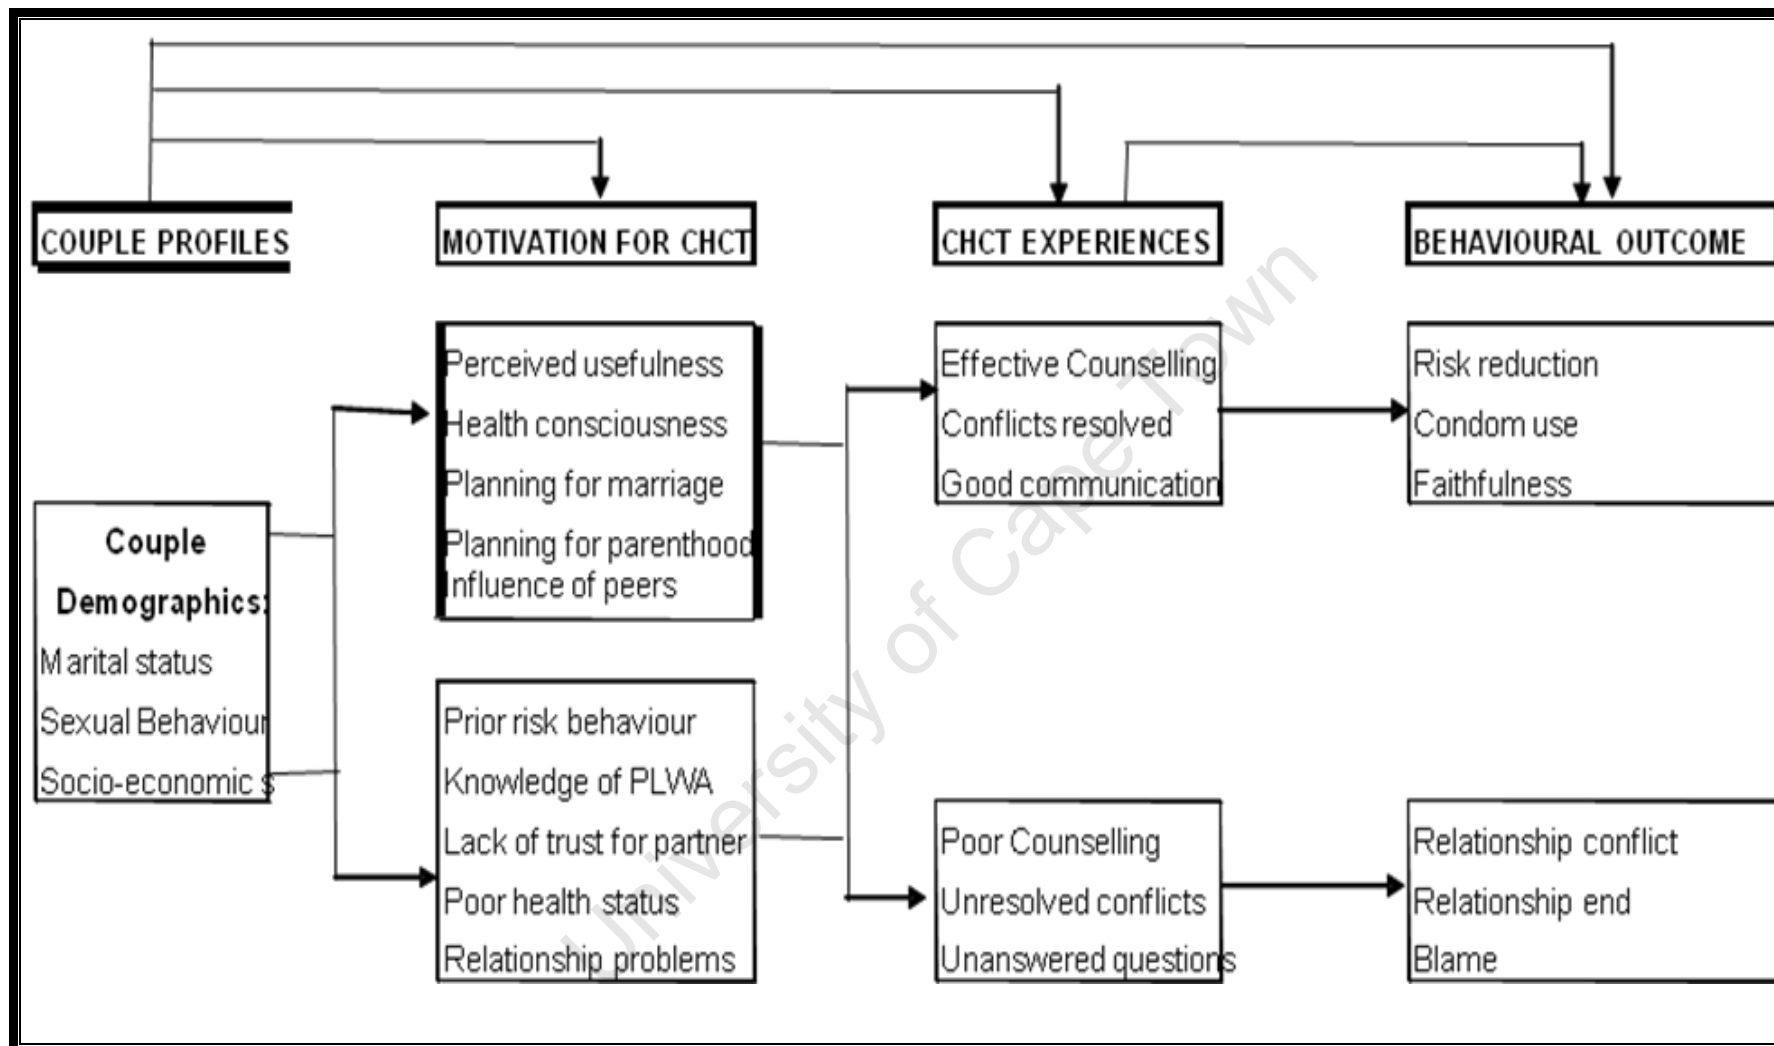 COUPLE PROFILES
MOTIVATION FOR CHCT
CHCT EXPERIENCES
BEHAVIOURAL OUTCOME
Couple
Demographics:
Marital status
Sexual Behaviour
Socio-economic s
Perceived usefulness
Health consciousness
Planning for marriage
Planning for parenthood
Influence of peers
Prior risk behaviour
Knowledge of PLWA
Lack of trust for partner
Poor health status
Relationship problems
Effective Counselling
Conflicts resolved
Good communication
Poor Counselling
Unresolved conflicts
Unanswered questions
Risk reduction
Condom use
Faithfulness
Relationship conflict
Relationship end
Blame
University of Cape Town